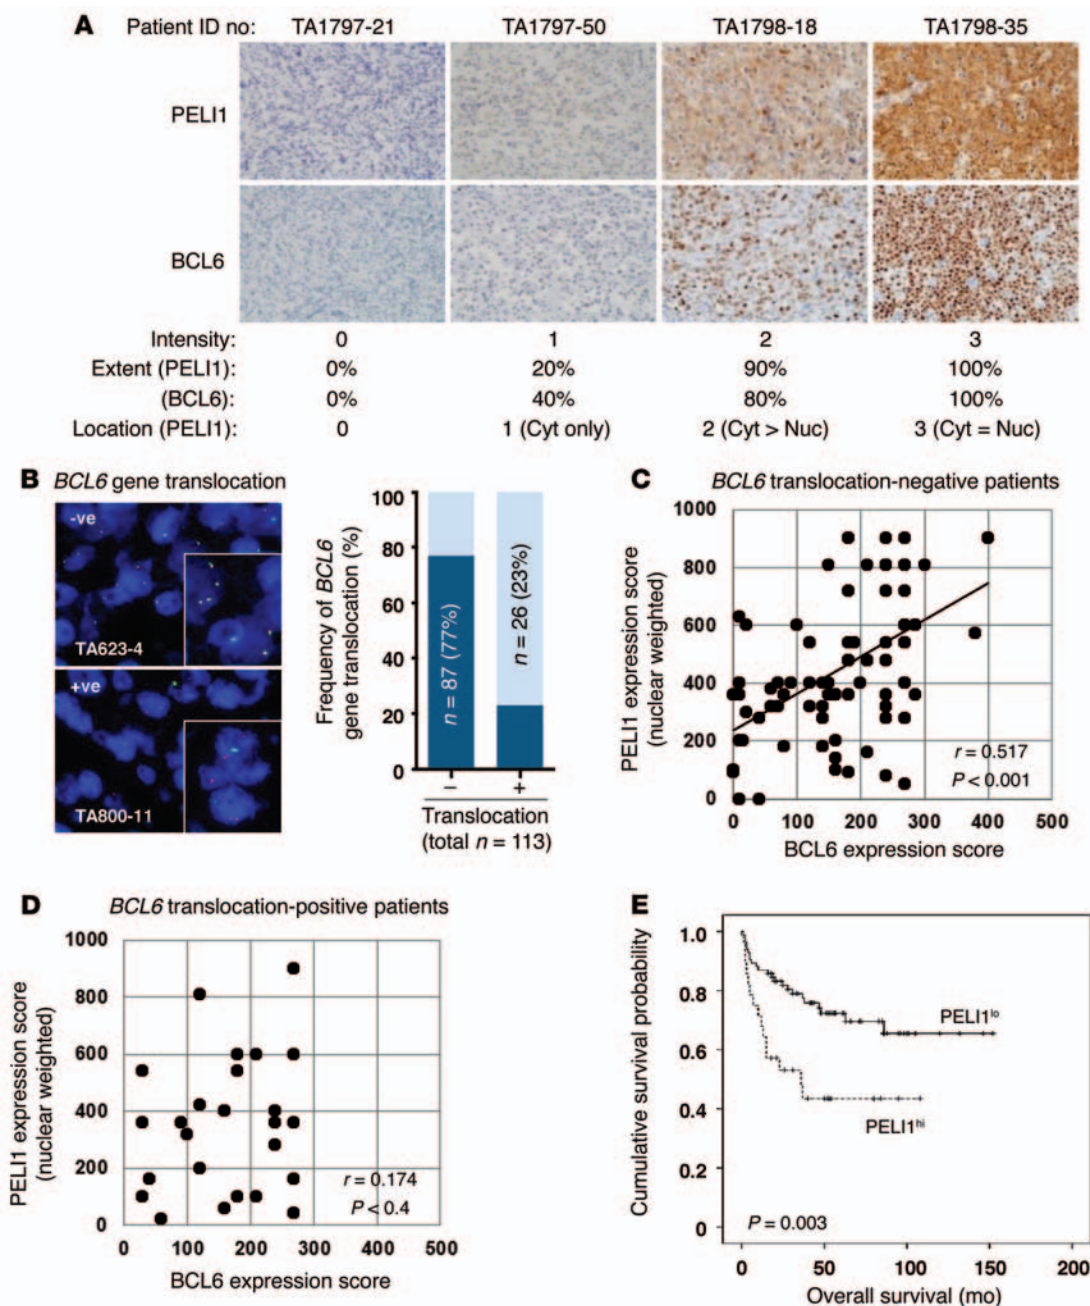 A Patient ID no: TA1797-21 TA1797-50 TA1798-18 TA1798-35
PELI1
BCL6
Intensity: 0 1 2 3
Extent (PELI1): 0% 20% 90% 100%
(BCL6): 0% 40% 80% 100%
Location (PELI1): 0 1 (Cyt only) 2 (Cyt > Nuc) 3 (Cyt = Nuc)
B BCL6 gene translocation
-ve
TA623-4
+ve
TA800-11
Frequency of BCL6
gene translocation (%)
100
80
60
40
20
0
n = 87 (77%)
n = 26 (23%)
– +
Translocation
(total n = 113)
C BCL6 translocation-negative patients
PELI1 expression score
(nuclear weighted)
1000
800
600
400
200
0
r = 0.517
P < 0.001
0 100 200 300 400 500
BCL6 expression score
D BCL6 translocation-positive patients
PELI1 expression score
(nuclear weighted)
1000
800
600
400
200
0
r = 0.174
P < 0.4
0 100 200 300 400 500
BCL6 expression score
E
Cumulative survival probability
1.0
0.8
0.6
0.4
0.2
0
PELI1lo
PELI1hi
P = 0.003
0 50 100 150 200
Overall survival (mo)